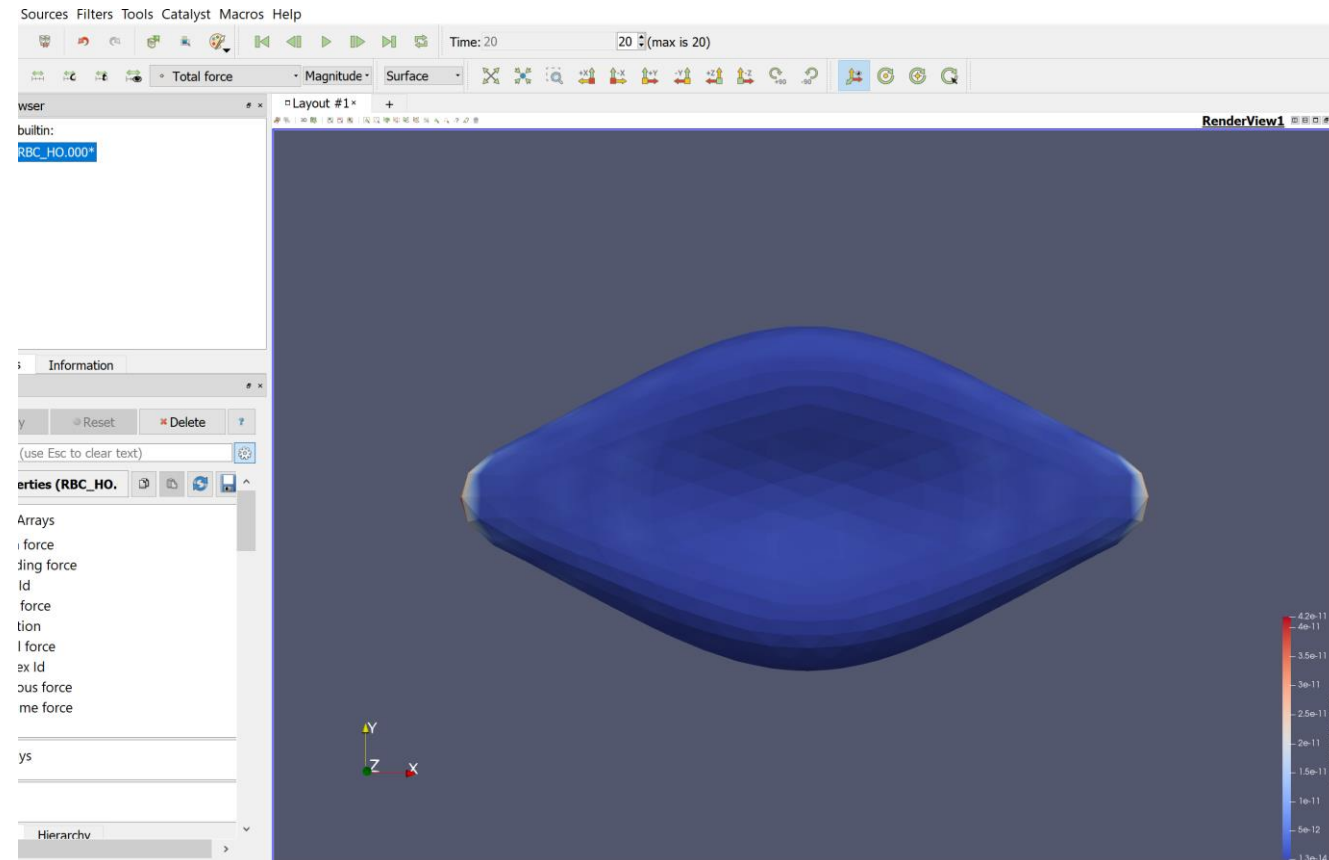 Sources Filters Tools Catalyst Macros Help
Time: 20 20 (max is 20)
Total force Magnitude Surface
wser
Layout #1× +
RenderView1
builtin:
RBC_HO.000*
Information
Reset Delete ?
(use Esc to clear text)
erties (RBC_HO.
Arrays
force
ding force
Id
force
tion
l force
ex Id
ous force
me force
ys
Hierarchy
Y
Z X
4.2e-11
4e-11
3.5e-11
3e-11
2.5e-11
2e-11
1.5e-11
1e-11
5e-12
1.3e-14